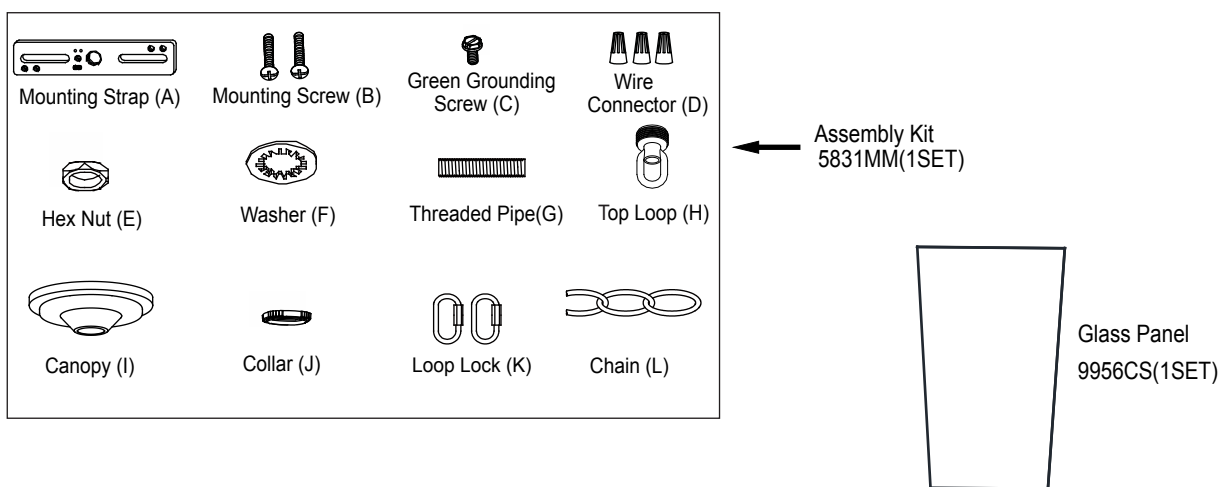 Mounting Strap (A)
Mounting Screw (B)
Green Grounding
Screw (C)
Wire
Connector (D)
Assembly Kit
5831MM(1SET)
Hex Nut (E)
Washer (F)
Threaded Pipe(G)
Top Loop (H)
Canopy (I)
Collar (J)
Loop Lock (K)
Chain (L)
Glass Panel
9956CS(1SET)